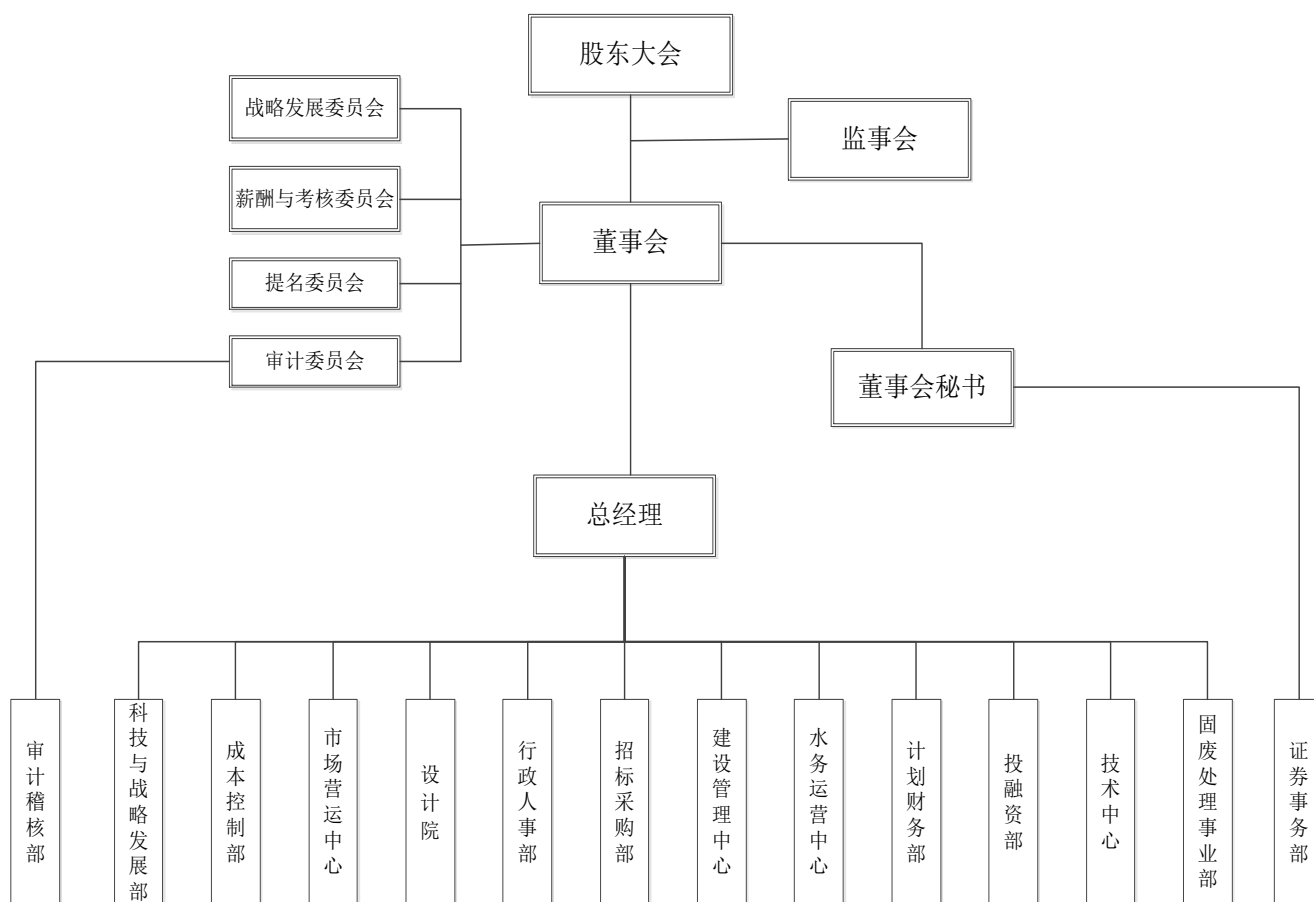 股东大会
战略发展委员会
监事会
薪酬与考核委员会
董事会
提名委员会
审计委员会
董事会秘书
总经理
审计稽核部
科技与战略发展部
成本控制部
市场营运中心
设计院
行政人事部
招标采购部
建设管理中心
水务运营中心
计划财务部
投融资部
技术中心
固废处理事业部
证券事务部